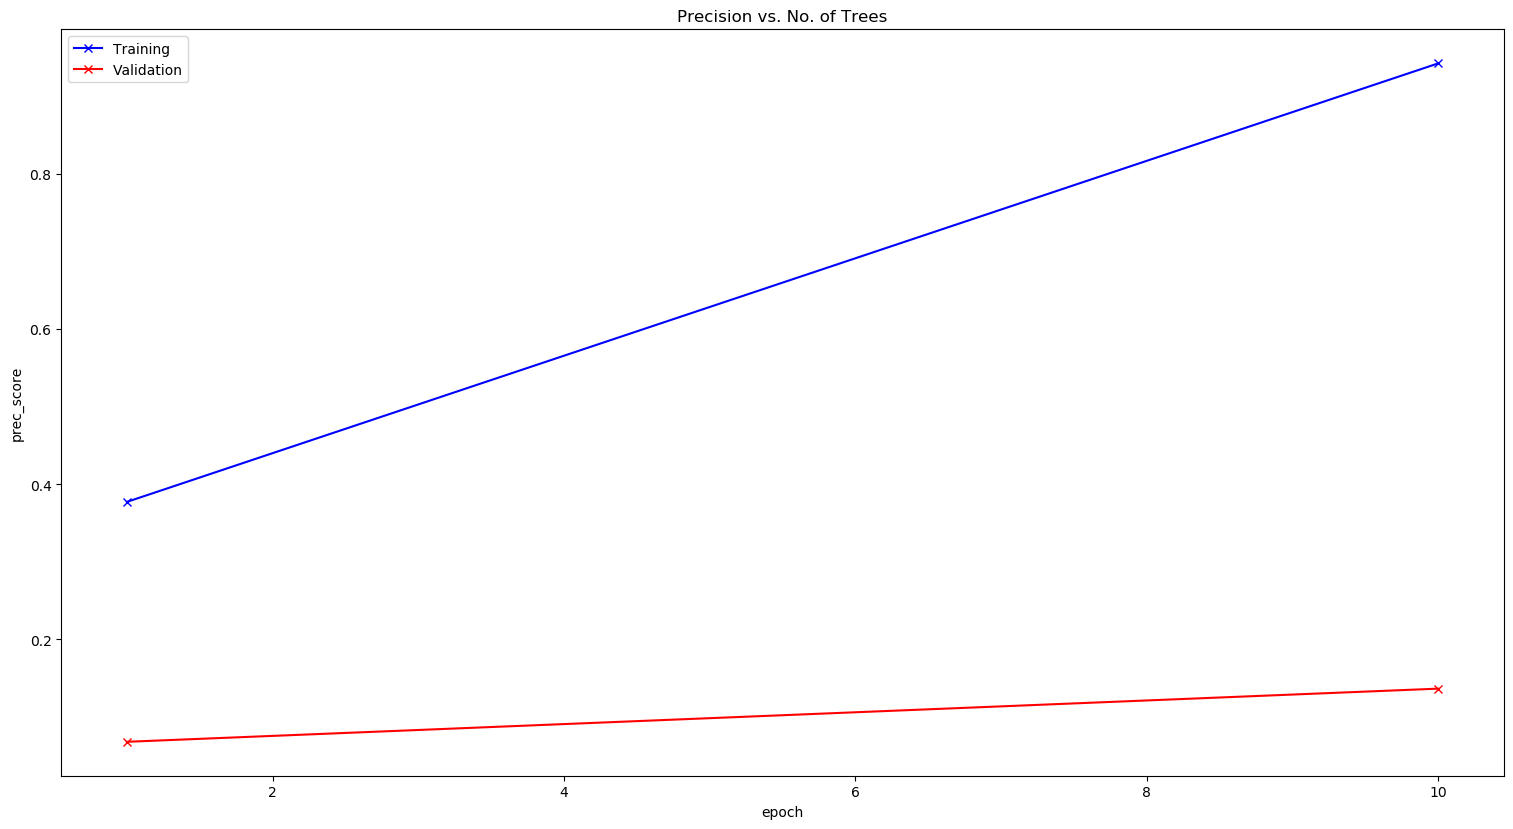 Precision vs. No. of Trees
Training
Validation
0.8
0.6
0.4
0.2
prec_score
2 4 6 8 10
epoch